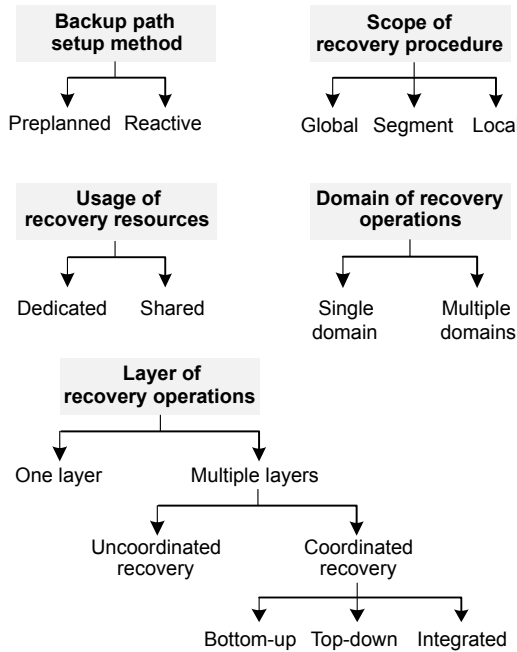 Backup path
setup method
Preplanned Reactive
Scope of
recovery procedure
Global Segment Loca
Usage of
recovery resources
Dedicated Shared
Domain of recovery
operations
Single
domain
Multiple
domains
Layer of
recovery operations
One layer Multiple layers
Uncoordinated
recovery
Coordinated
recovery
Bottom-up Top-down Integrated